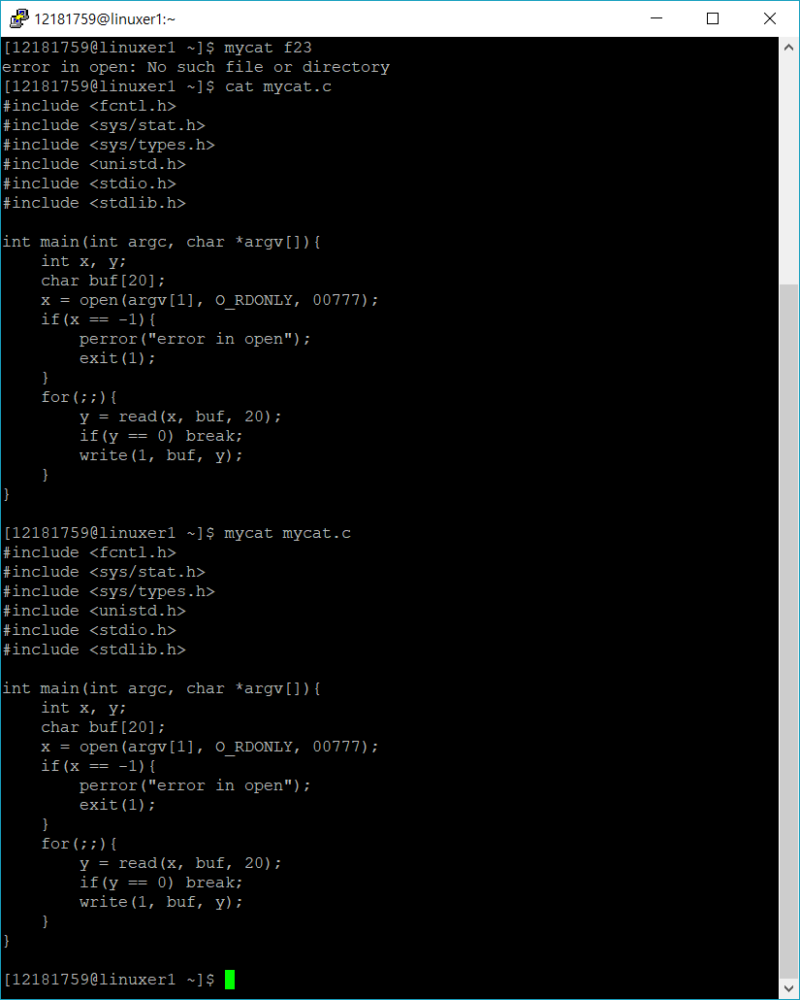 12181759@linuxer1:~
[12181759@linuxer1 ~]$ mycat f23
error in open: No such file or directory
[12181759@linuxer1 ~]$ cat mycat.c
#include <fcntl.h>
#include <sys/stat.h>
#include <sys/types.h>
#include <unistd.h>
#include <stdio.h>
#include <stdlib.h>

int main(int argc, char *argv[]){
    int x, y;
    char buf[20];
    x = open(argv[1], O_RDONLY, 00777);
    if(x == -1){
        perror("error in open");
        exit(1);
    }
    for(;;){
        y = read(x, buf, 20);
        if(y == 0) break;
        write(1, buf, y);
    }
}

[12181759@linuxer1 ~]$ mycat mycat.c
#include <fcntl.h>
#include <sys/stat.h>
#include <sys/types.h>
#include <unistd.h>
#include <stdio.h>
#include <stdlib.h>

int main(int argc, char *argv[]){
    int x, y;
    char buf[20];
    x = open(argv[1], O_RDONLY, 00777);
    if(x == -1){
        perror("error in open");
        exit(1);
    }
    for(;;){
        y = read(x, buf, 20);
        if(y == 0) break;
        write(1, buf, y);
    }
}

[12181759@linuxer1 ~]$